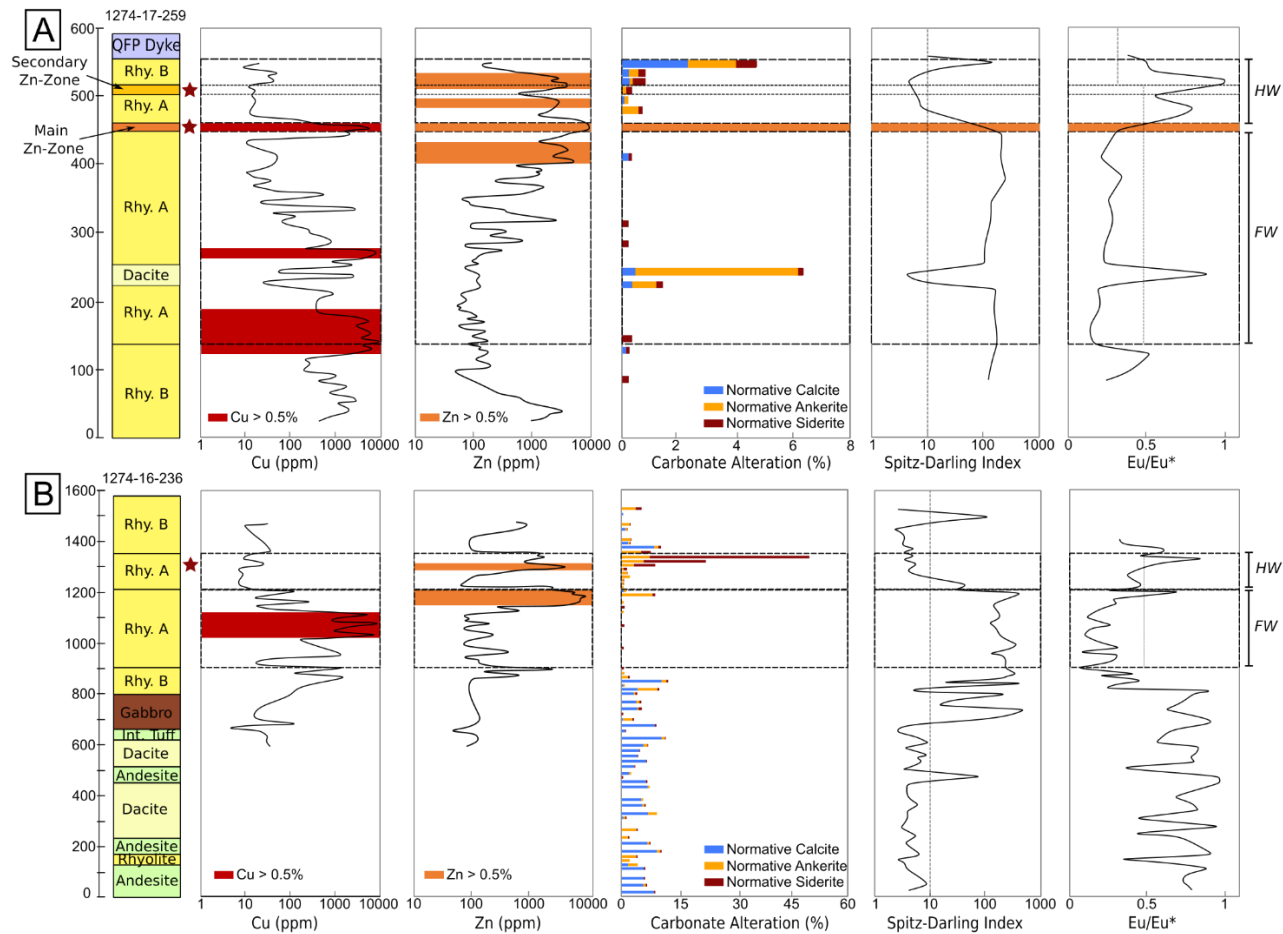 A
1274-17-259
600
500
400
300
200
100
0
QFP Dyke
Secondary
Zn-Zone
Rhy. B
Rhy. A
Main
Zn-Zone
Rhy. A
Dacite
Rhy. A
Rhy. B
Cu > 0.5%
1 10 100 1000 10000
Cu (ppm)
Zn > 0.5%
10 100 1000 10000
Zn (ppm)
Normative Calcite
Normative Ankerite
Normative Siderite
0 2 4 6 8
Carbonate Alteration (%)
1 10 100 1000
Spitz-Darling Index
0.5 1
Eu/Eu*
HW
FW
B
1274-16-236
1600
1400
1200
1000
800
600
400
200
0
Rhy. B
Rhy. A
Rhy. A
Rhy. B
Gabbro
Int. Tuff
Dacite
Andesite
Dacite
Andesite
Rhyolite
Andesite
Cu > 0.5%
1 10 100 1000 10000
Cu (ppm)
Zn > 0.5%
10 100 1000 10000
Zn (ppm)
Normative Calcite
Normative Ankerite
Normative Siderite
0 15 30 45 60
Carbonate Alteration (%)
1 10 100 1000
Spitz-Darling Index
0.5 1
Eu/Eu*
HW
FW